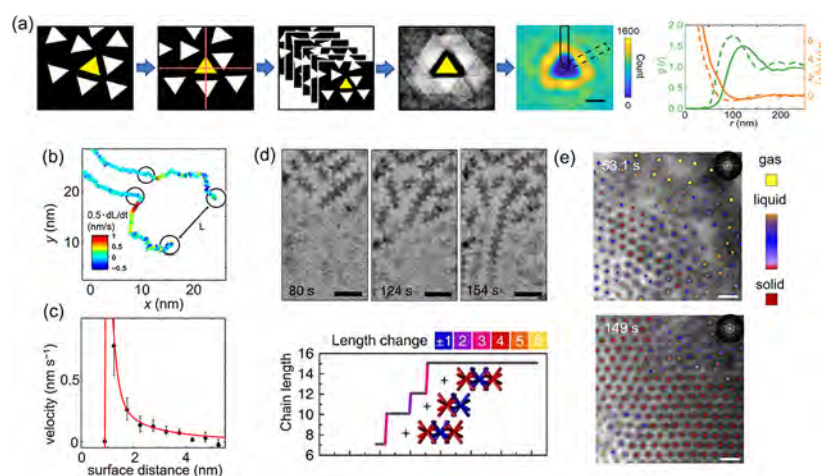 (a)
1600
Count
0
2.0
1.5
1.0
0.5
0.0
g(r)
6
0
0 100 200
r (nm)
(b)
y (nm)
20
10
0.5·dL/dt
(nm/s)
1
0.5
0
−0.5
L
0 10 20
x (nm)
(c)
velocity (nm s⁻¹)
0.5
0
0 2 4
surface distance (nm)
(d)
80 s
124 s
154 s
Length change ±1 2 3 4 5 6
Chain length
16
14
12
10
8
6
+
+
+
(e)
53.1 s
gas
liquid
solid
149 s